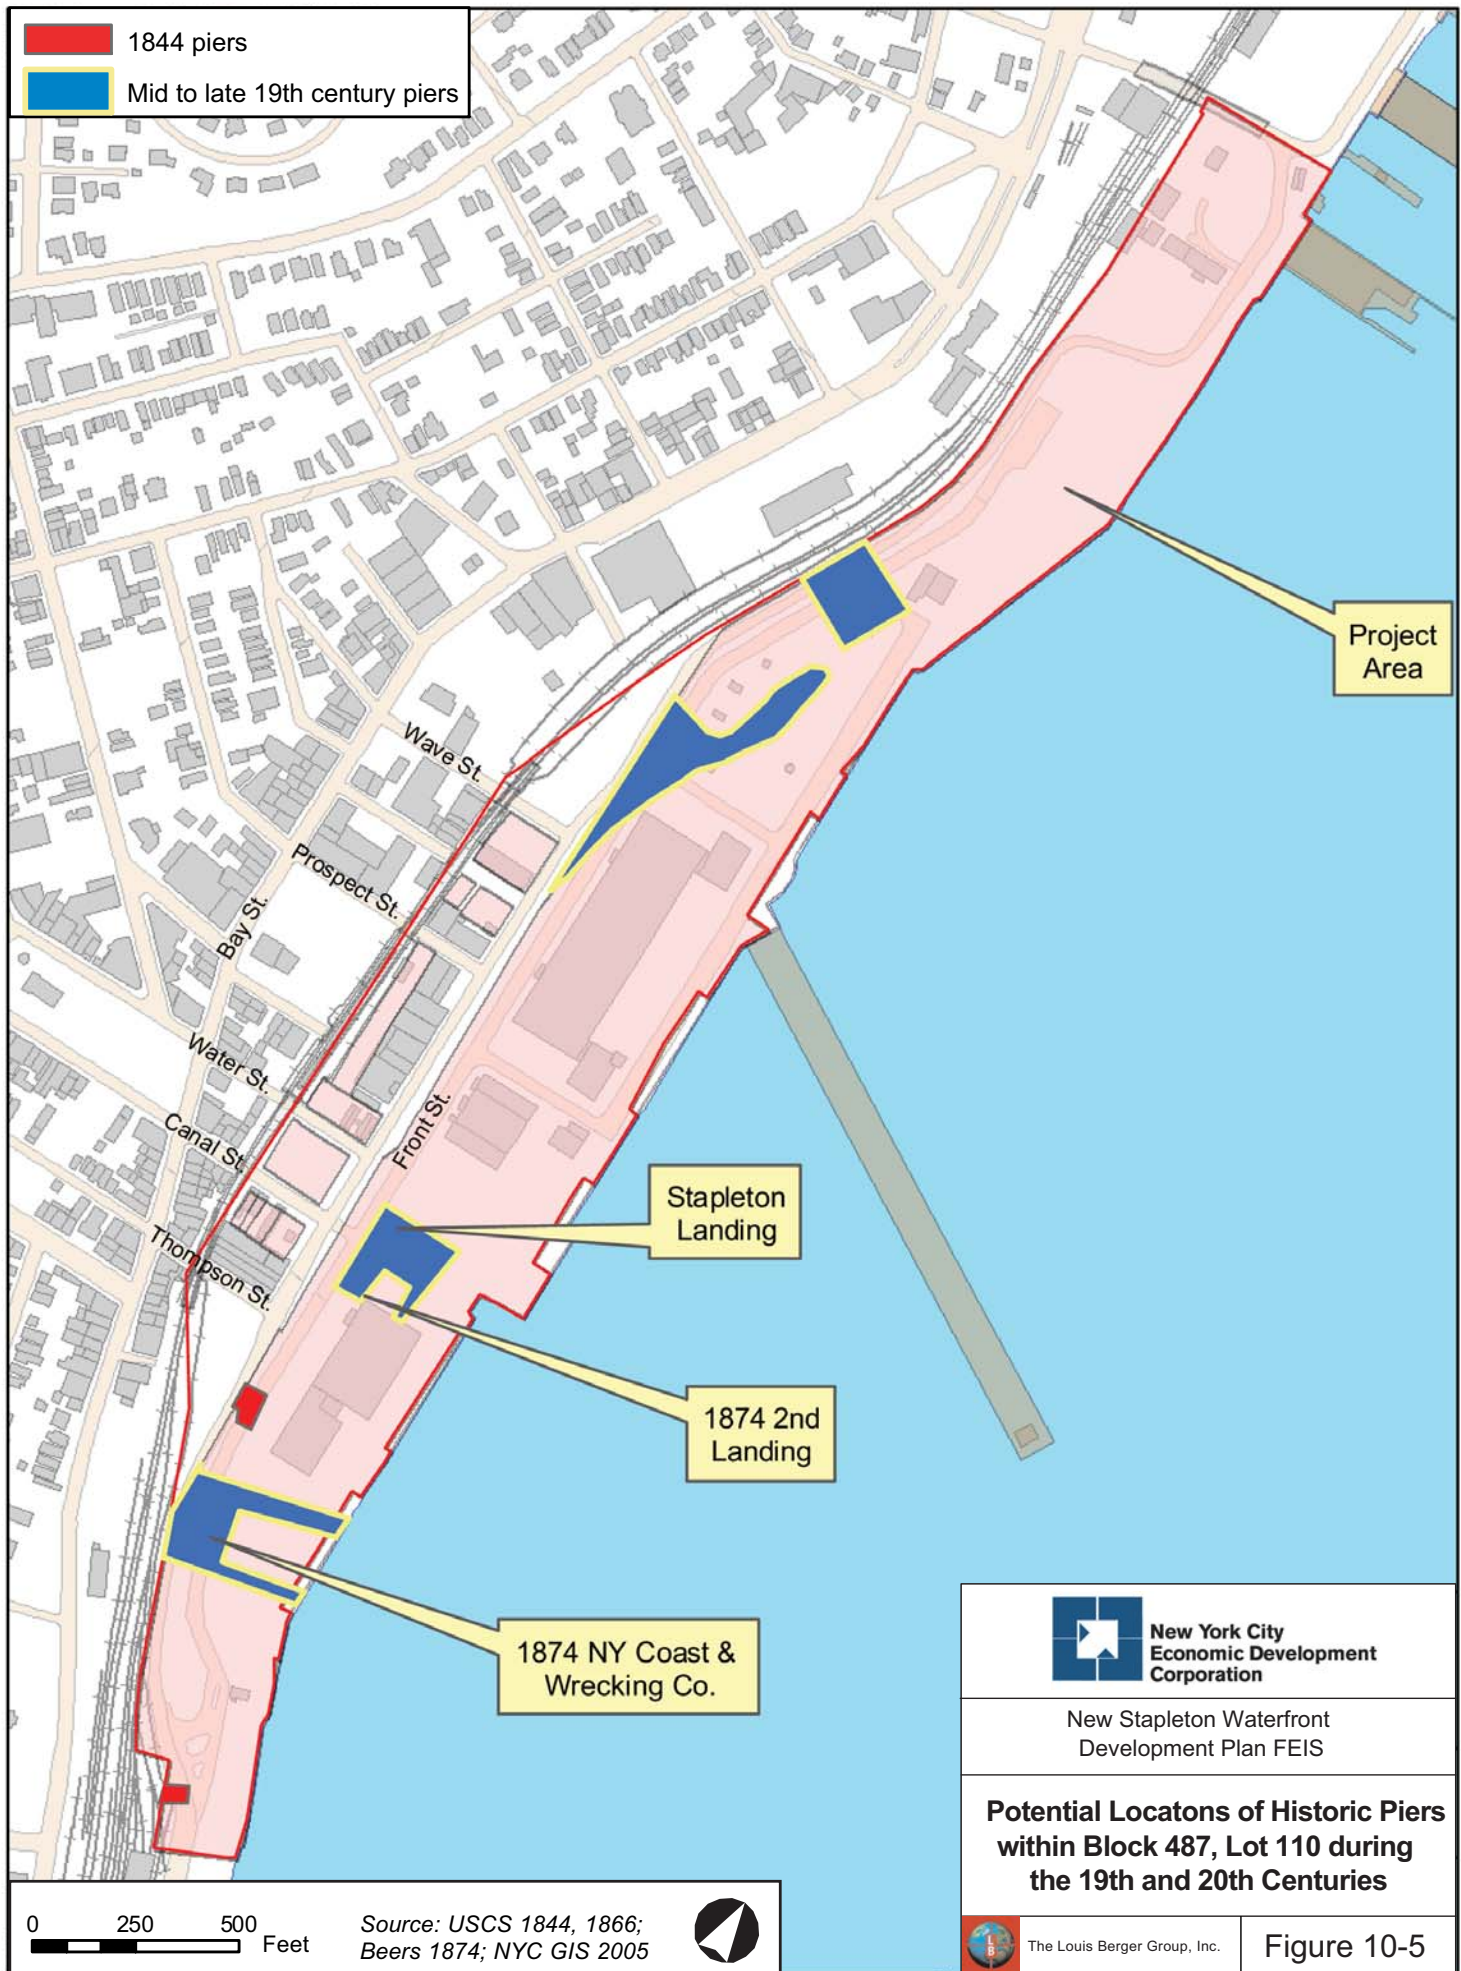 1844 piers
Mid to late 19th century piers
Project
Area
Wave St.
Prospect St.
Bay St.
Water St.
Canal St.
Front St.
Thompson St.
Stapleton
Landing
1874 2nd
Landing
1874 NY Coast &
Wrecking Co.
New York City
Economic Development
Corporation
New Stapleton Waterfront
Development Plan FEIS
Potential Locatons of Historic Piers
within Block 487, Lot 110 during
the 19th and 20th Centuries
0 250 500
Feet
Source: USCS 1844, 1866;
Beers 1874; NYC GIS 2005
LB
The Louis Berger Group, Inc.
Figure 10-5